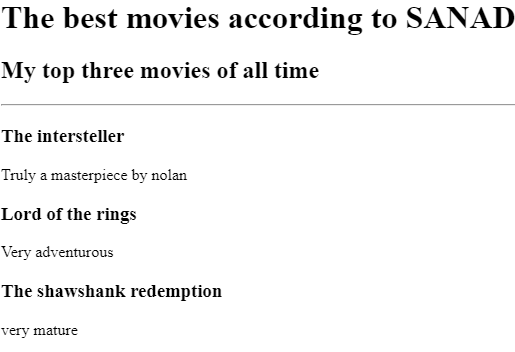 The best movies according to SANAD
My top three movies of all time
The intersteller
Truly a masterpiece by nolan
Lord of the rings
Very adventurous
The shawshank redemption
very mature